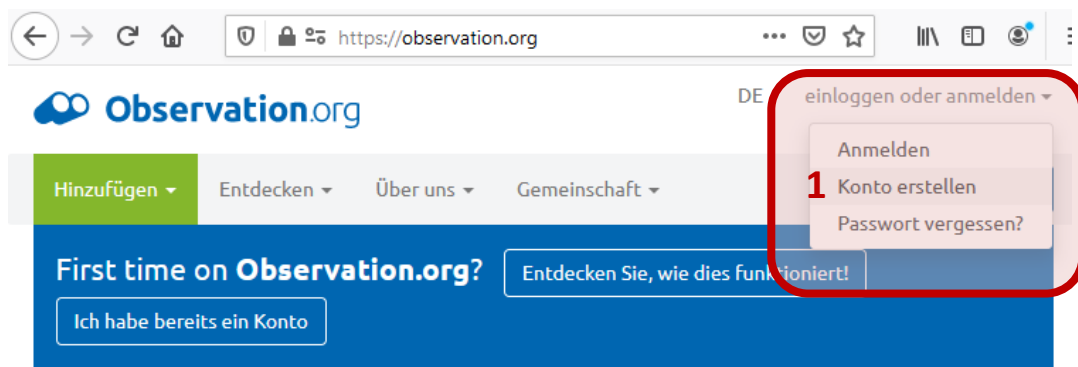 https://observation.org
Observation.org
DE
einloggen oder anmelden
Anmelden
1 Konto erstellen
Passwort vergessen?
Hinzufügen
Entdecken
Über uns
Gemeinschaft
First time on Observation.org?
Entdecken Sie, wie dies funktioniert!
Ich habe bereits ein Konto